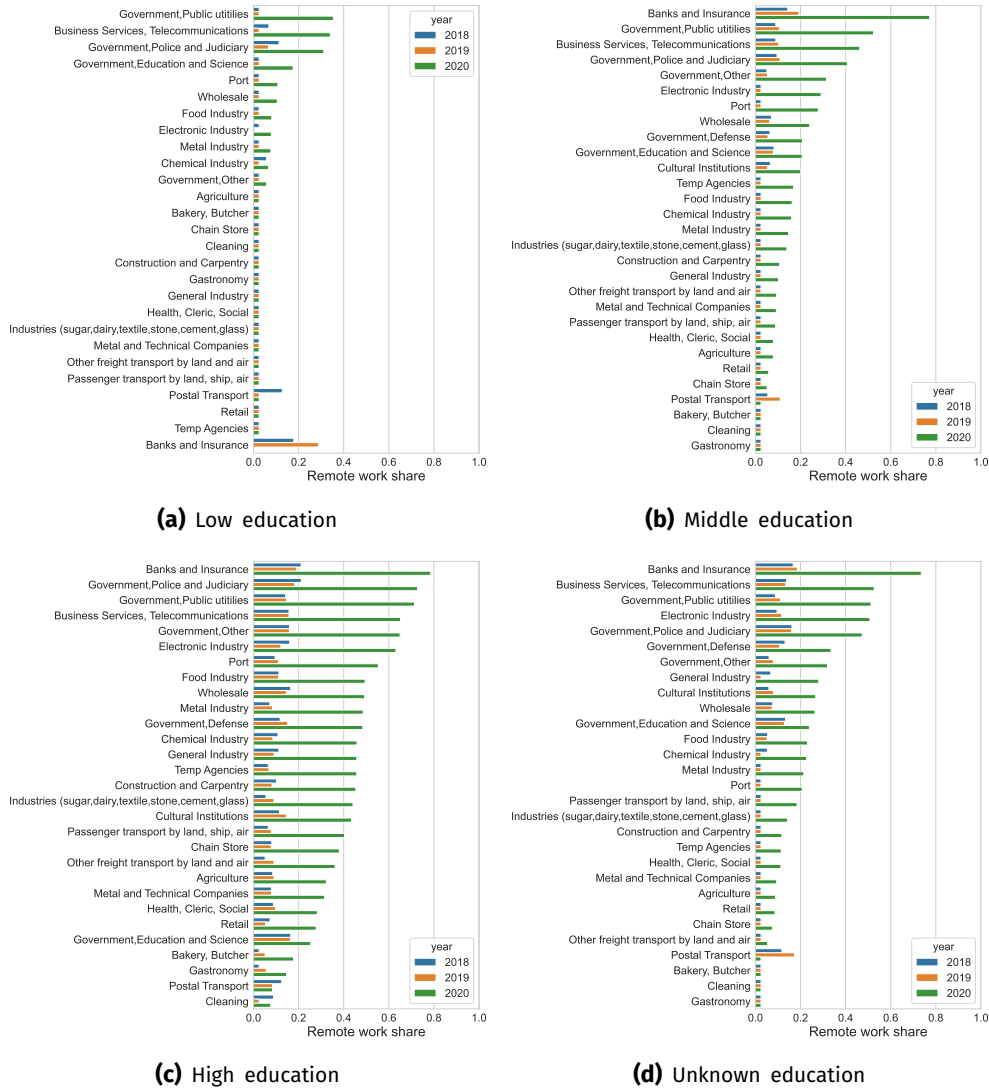 Government,Public utitilies
Business Services, Telecommunications
Government,Police and Judiciary
Government,Education and Science
Port
Wholesale
Food Industry
Electronic Industry
Metal Industry
Chemical Industry
Government,Other
Agriculture
Bakery, Butcher
Chain Store
Cleaning
Construction and Carpentry
Gastronomy
General Industry
Health, Cleric, Social
Industries (sugar,dairy,textile,stone,cement,glass)
Metal and Technical Companies
Other freight transport by land and air
Passenger transport by land, ship, air
Postal Transport
Retail
Temp Agencies
Banks and Insurance
year
2018
2019
2020
0.0 0.2 0.4 0.6 0.8 1.0
Remote work share
(a) Low education
Banks and Insurance
Government,Public utitilies
Business Services, Telecommunications
Government,Police and Judiciary
Government,Other
Electronic Industry
Port
Wholesale
Government,Defense
Government,Education and Science
Cultural Institutions
Temp Agencies
Food Industry
Chemical Industry
Metal Industry
Industries (sugar,dairy,textile,stone,cement,glass)
Construction and Carpentry
General Industry
Other freight transport by land and air
Metal and Technical Companies
Passenger transport by land, ship, air
Health, Cleric, Social
Agriculture
Retail
Chain Store
Postal Transport
Bakery, Butcher
Cleaning
Gastronomy
year
2018
2019
2020
0.0 0.2 0.4 0.6 0.8 1.0
Remote work share
(b) Middle education
Banks and Insurance
Government,Police and Judiciary
Government,Public utitilies
Business Services, Telecommunications
Government,Other
Electronic Industry
Port
Food Industry
Wholesale
Metal Industry
Government,Defense
Chemical Industry
General Industry
Temp Agencies
Construction and Carpentry
Industries (sugar,dairy,textile,stone,cement,glass)
Cultural Institutions
Passenger transport by land, ship, air
Chain Store
Other freight transport by land and air
Agriculture
Metal and Technical Companies
Health, Cleric, Social
Retail
Government,Education and Science
Bakery, Butcher
Gastronomy
Postal Transport
Cleaning
year
2018
2019
2020
0.0 0.2 0.4 0.6 0.8 1.0
Remote work share
(c) High education
Banks and Insurance
Business Services, Telecommunications
Government,Public utitilies
Electronic Industry
Government,Police and Judiciary
Government,Defense
Government,Other
General Industry
Cultural Institutions
Wholesale
Government,Education and Science
Food Industry
Chemical Industry
Metal Industry
Port
Passenger transport by land, ship, air
Industries (sugar,dairy,textile,stone,cement,glass)
Construction and Carpentry
Temp Agencies
Health, Cleric, Social
Metal and Technical Companies
Agriculture
Retail
Chain Store
Other freight transport by land and air
Postal Transport
Bakery, Butcher
Cleaning
Gastronomy
year
2018
2019
2020
0.0 0.2 0.4 0.6 0.8 1.0
Remote work share
(d) Unknown education